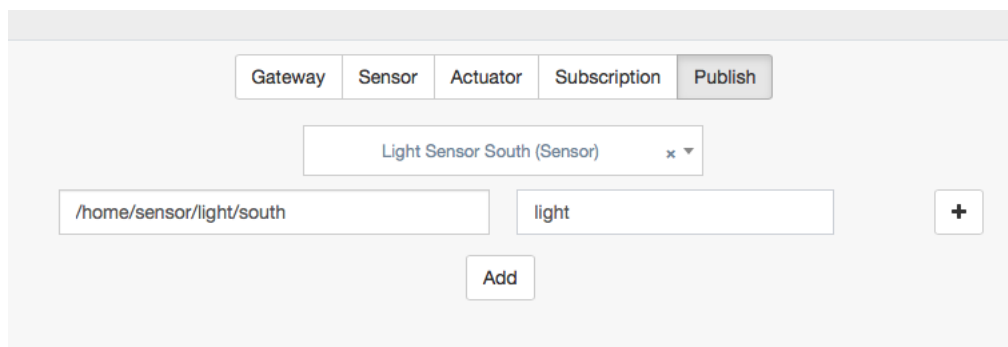 Gateway Sensor Actuator Subscription Publish
Light Sensor South (Sensor) ×
/home/sensor/light/south light +
Add